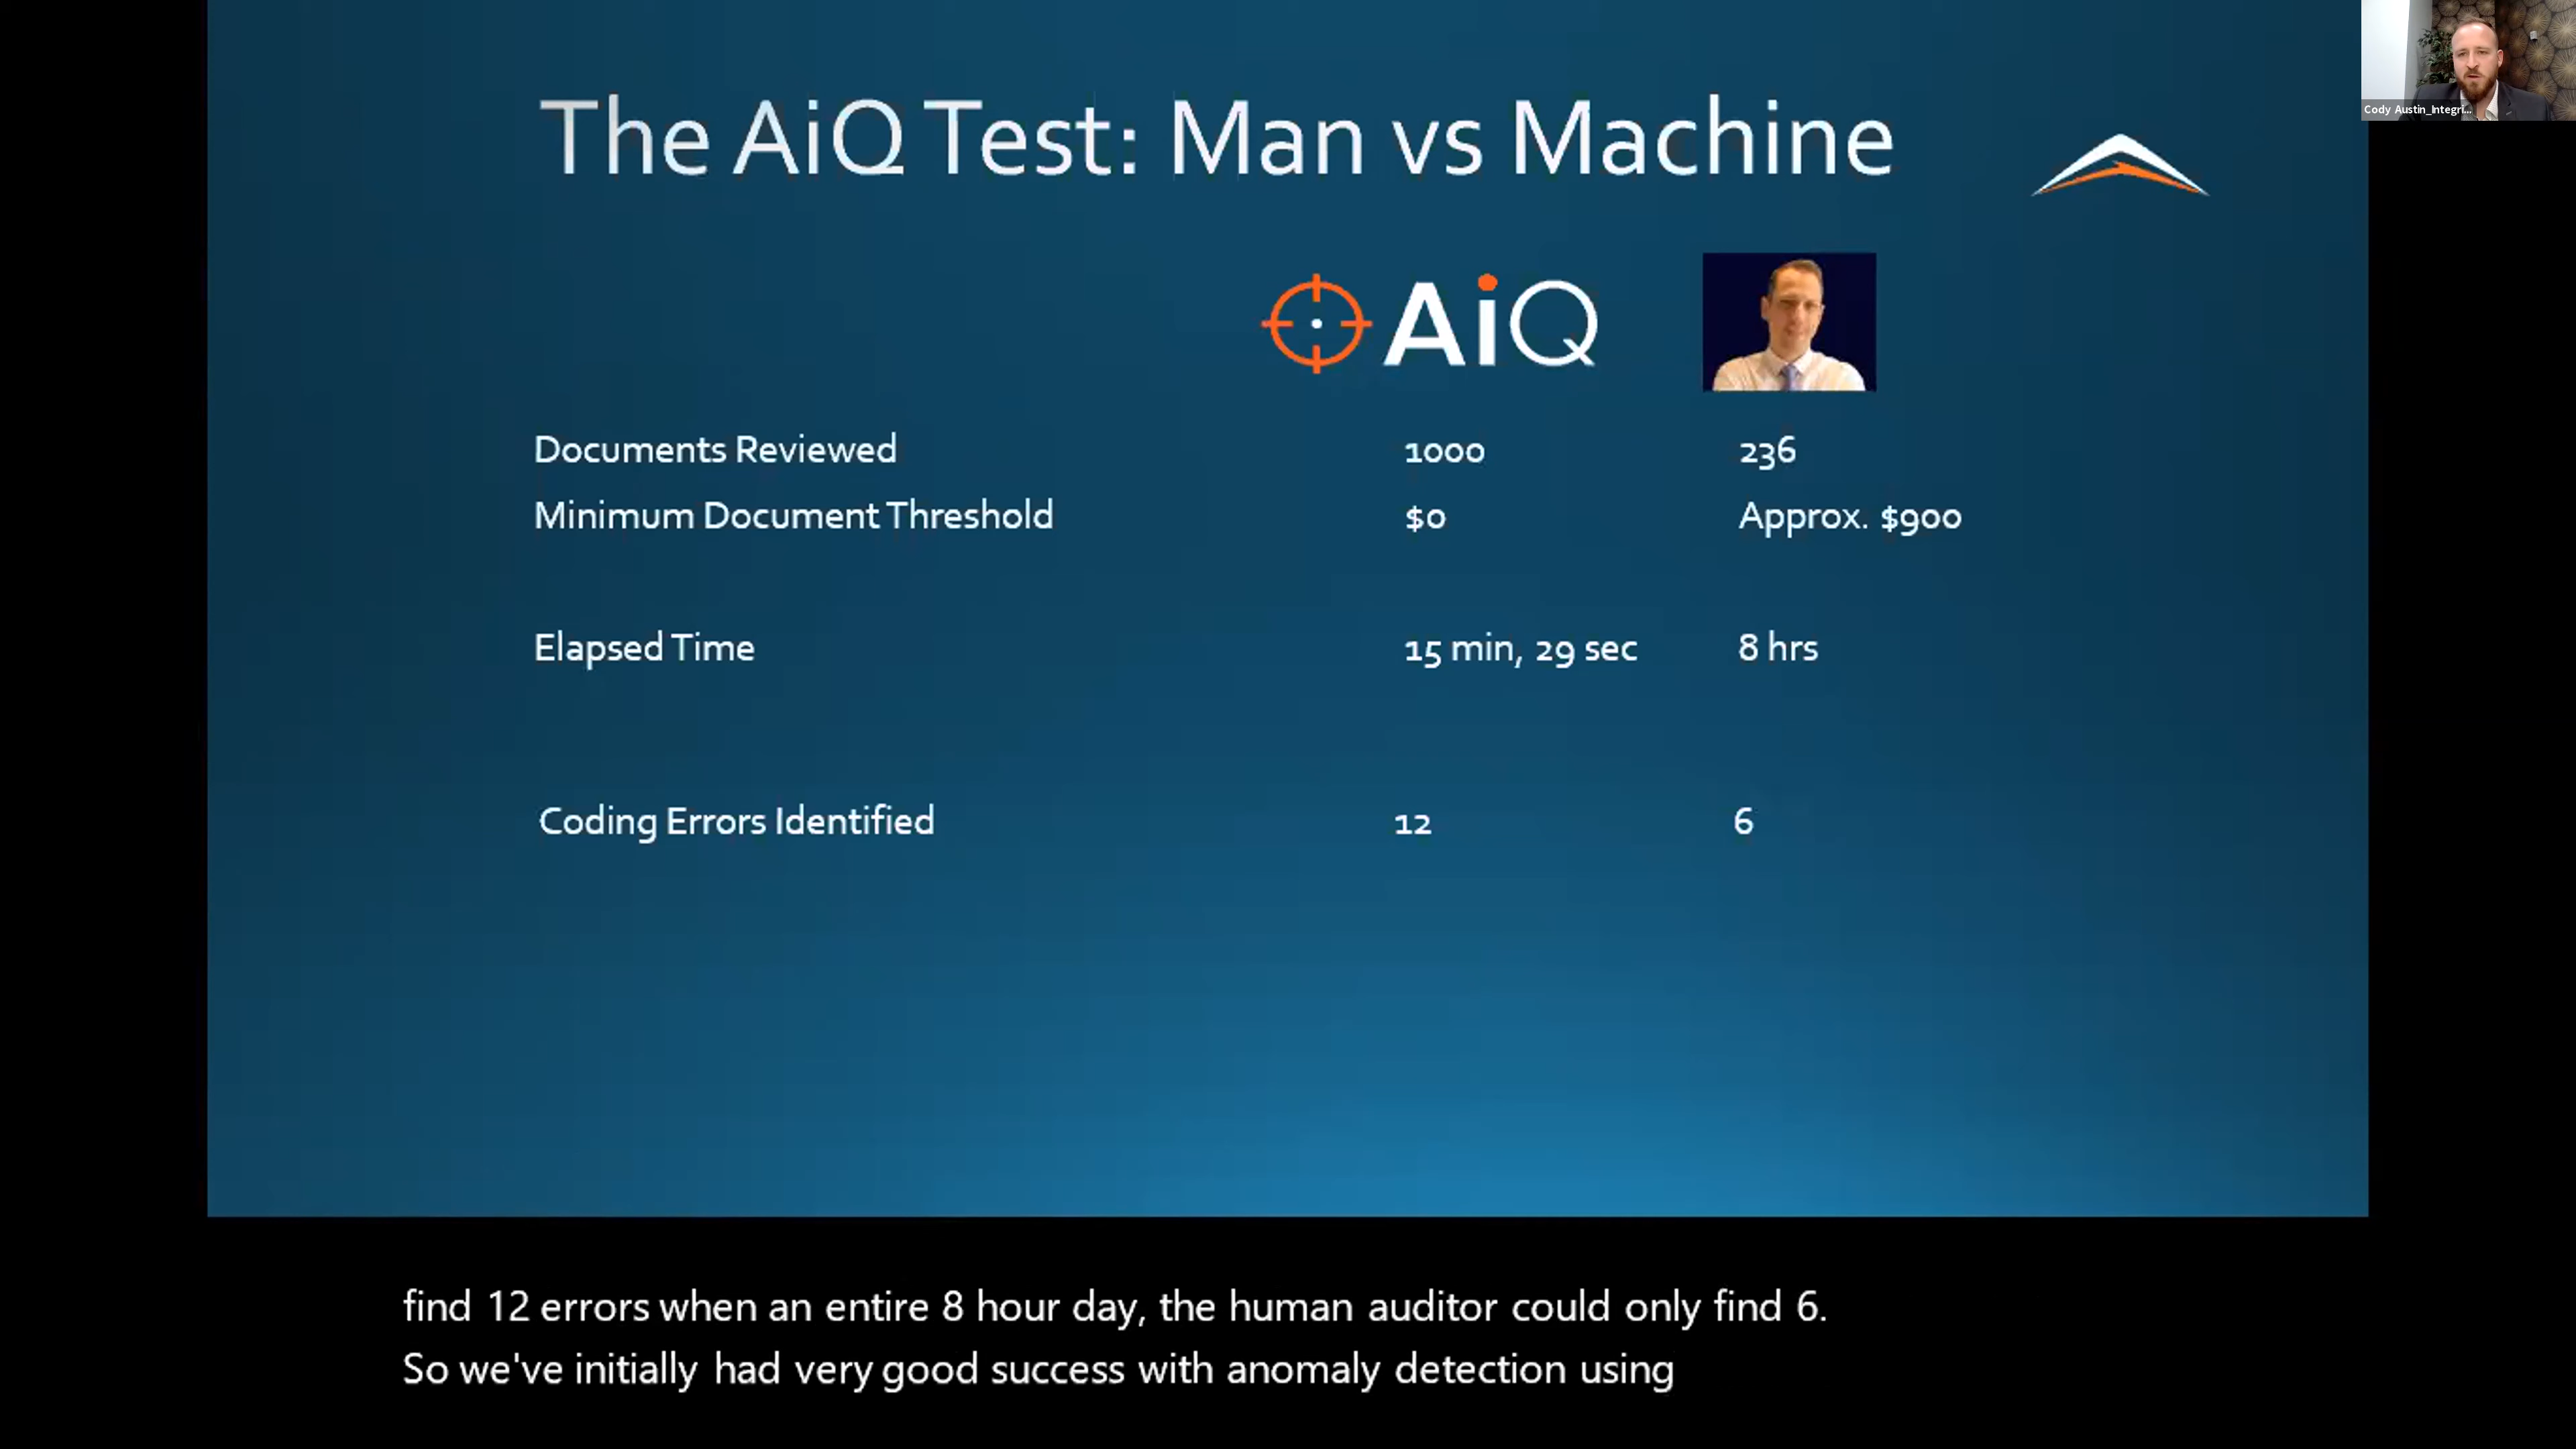 The AiQ Test: Man vs Machine
Cody Austin_Integri...
AiQ
Documents Reviewed 1000 236
Minimum Document Threshold $0 Approx. $900
Elapsed Time 15 min, 29 sec 8 hrs
Coding Errors Identified 12 6
find 12 errors when an entire 8 hour day, the human auditor could only find 6.
So we've initially had very good success with anomaly detection using